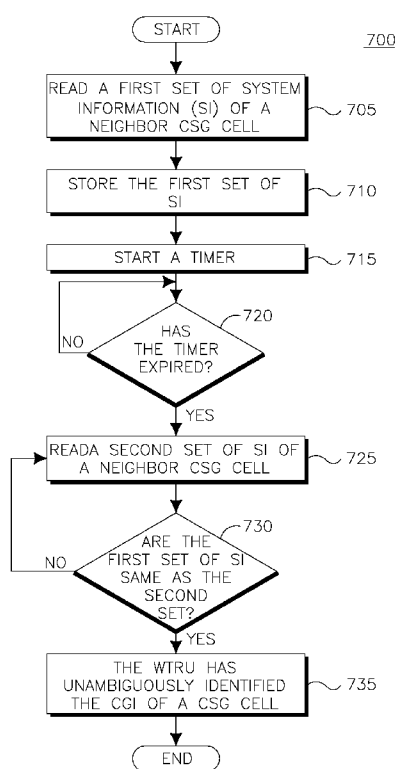 START
700
READ A FIRST SET OF SYSTEM
INFORMATION (SI) OF A
NEIGHBOR CSG CELL
705
STORE THE FIRST SET OF
SI
710
START A TIMER
715
720
HAS
THE TIMER
EXPIRED?
NO
YES
READA SECOND SET OF SI OF
A NEIGHBOR CSG CELL
725
730
ARE THE
FIRST SET OF SI
SAME AS THE
SECOND
SET?
NO
YES
THE WTRU HAS
UNAMBIGUOUSLY IDENTIFIED
THE CGI OF A CSG CELL
735
END